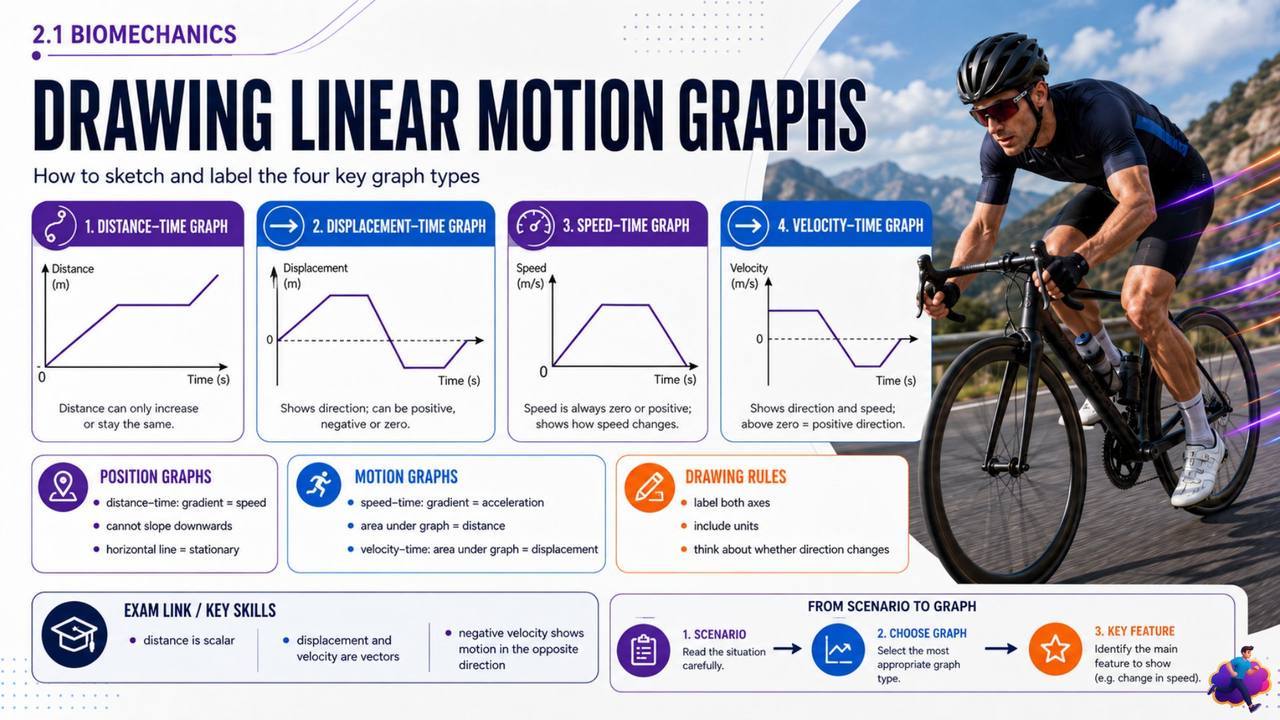 2.1 BIOMECHANICS
DRAWING LINEAR MOTION GRAPHS
How to sketch and label the four key graph types
1. DISTANCE–TIME GRAPH
Distance
(m)
0
Time (s)
Distance can only increase
or stay the same.
2. DISPLACEMENT–TIME GRAPH
Displacement
(m)
0
Time (s)
Shows direction; can be positive,
negative or zero.
3. SPEED–TIME GRAPH
Speed
(m/s)
0
Time (s)
Speed is always zero or positive;
shows how speed changes.
4. VELOCITY–TIME GRAPH
Velocity
(m/s)
0
Time (s)
Shows direction and speed;
above zero = positive direction.
POSITION GRAPHS
• distance–time: gradient = speed
• cannot slope downwards
• horizontal line = stationary
MOTION GRAPHS
• speed–time: gradient = acceleration
• area under graph = distance
• velocity–time: area under graph = displacement
DRAWING RULES
• label both axes
• include units
• think about whether direction changes
EXAM LINK / KEY SKILLS
• distance is scalar
• displacement and
velocity are vectors
• negative velocity shows
motion in the opposite
direction
FROM SCENARIO TO GRAPH
1. SCENARIO
Read the situation
carefully.
2. CHOOSE GRAPH
Select the most
appropriate graph
type.
3. KEY FEATURE
Identify the main
feature to show
(e.g. change in speed).